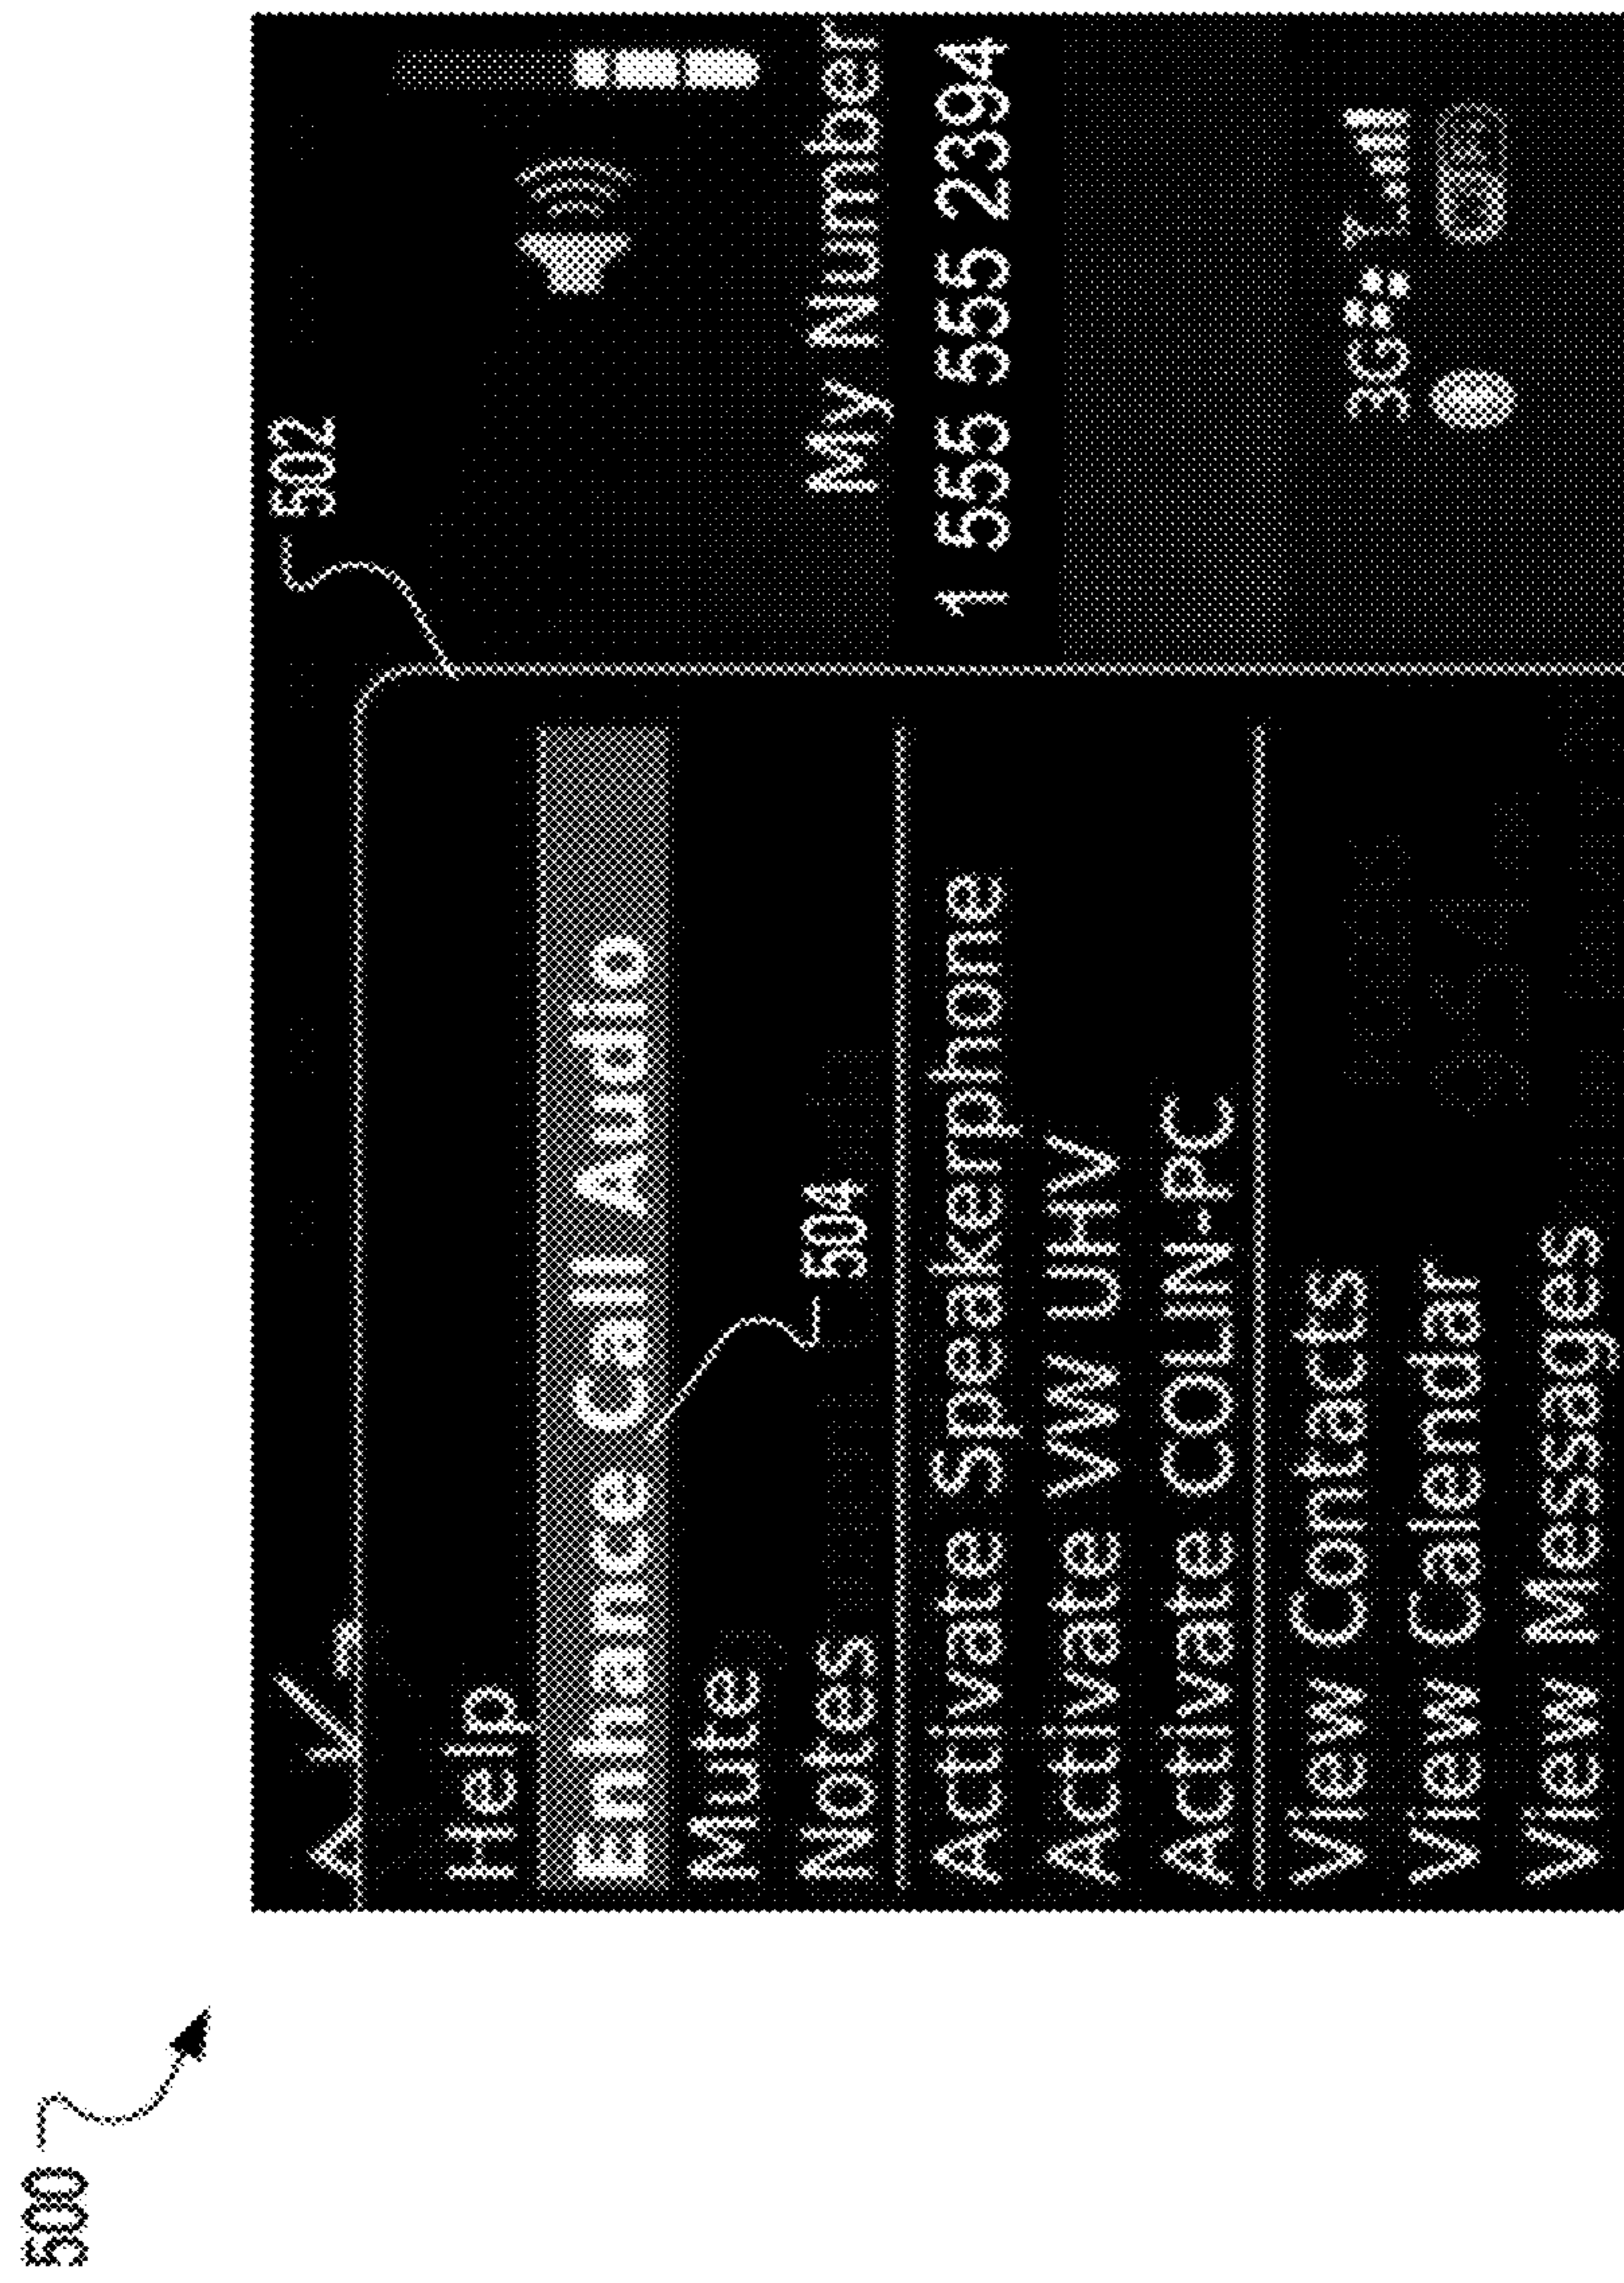 500
502
Help
Enhance Call Audio
504
Mute
Notes
My Number
Activate Speakerphone
1 555 555 2394
Activate VW UHV
Activate COLIN-PC
View Contacts
3G
View Calendar
View Messages